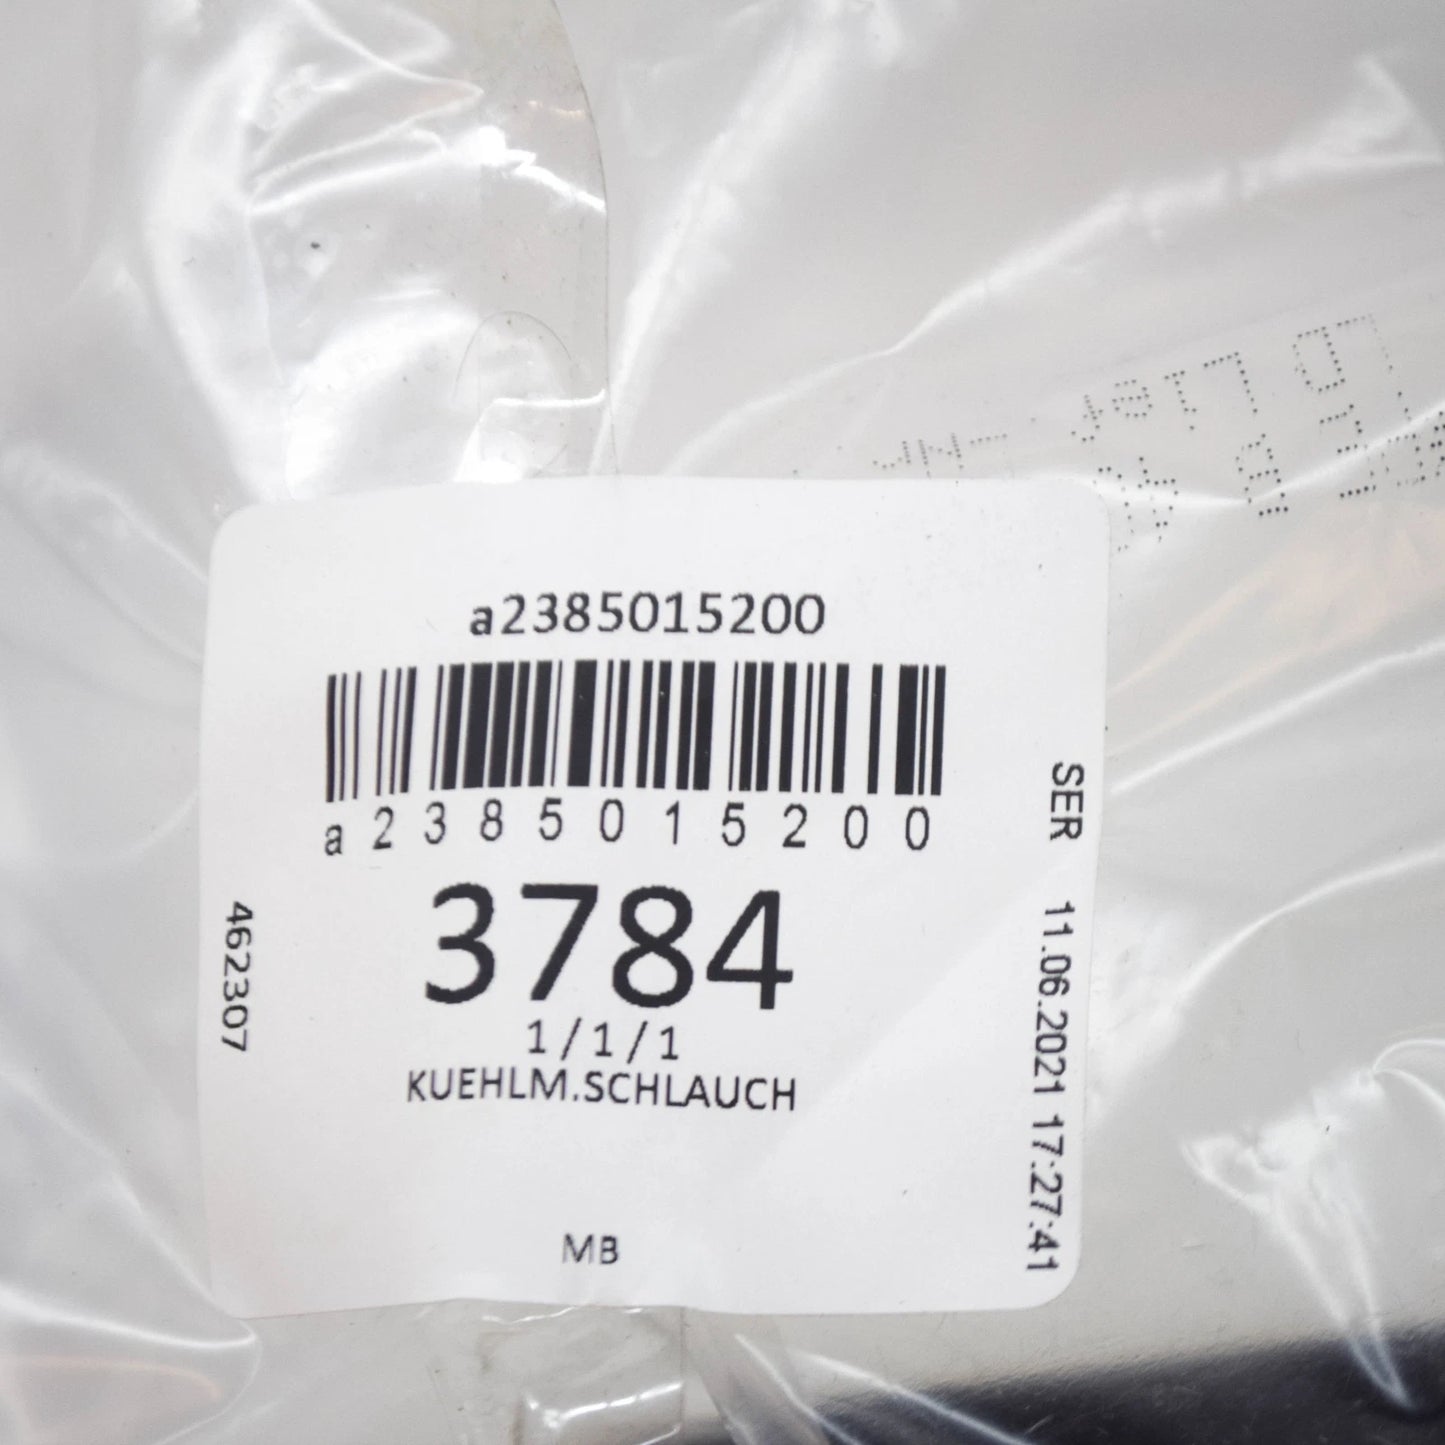 a2385015200
a2385015200
3784
1/1/1
KUEHLM.SCHLAUCH
MB
462307
SER 11.06.2021 17:27:41